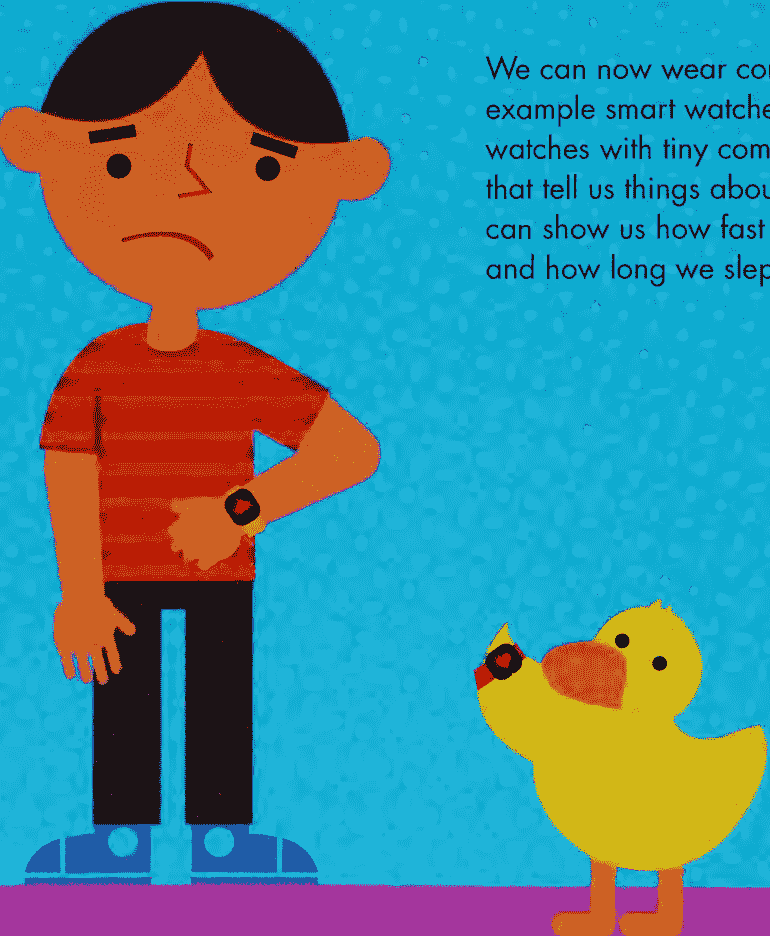 We can now wear
example smart
watches with tiny
that tell us things
can show us how fast
and how long we